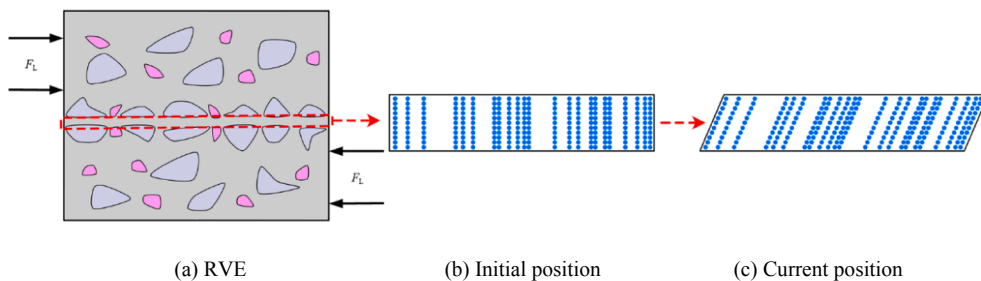 F_L
F_L
(a) RVE
(b) Initial position
(c) Current position